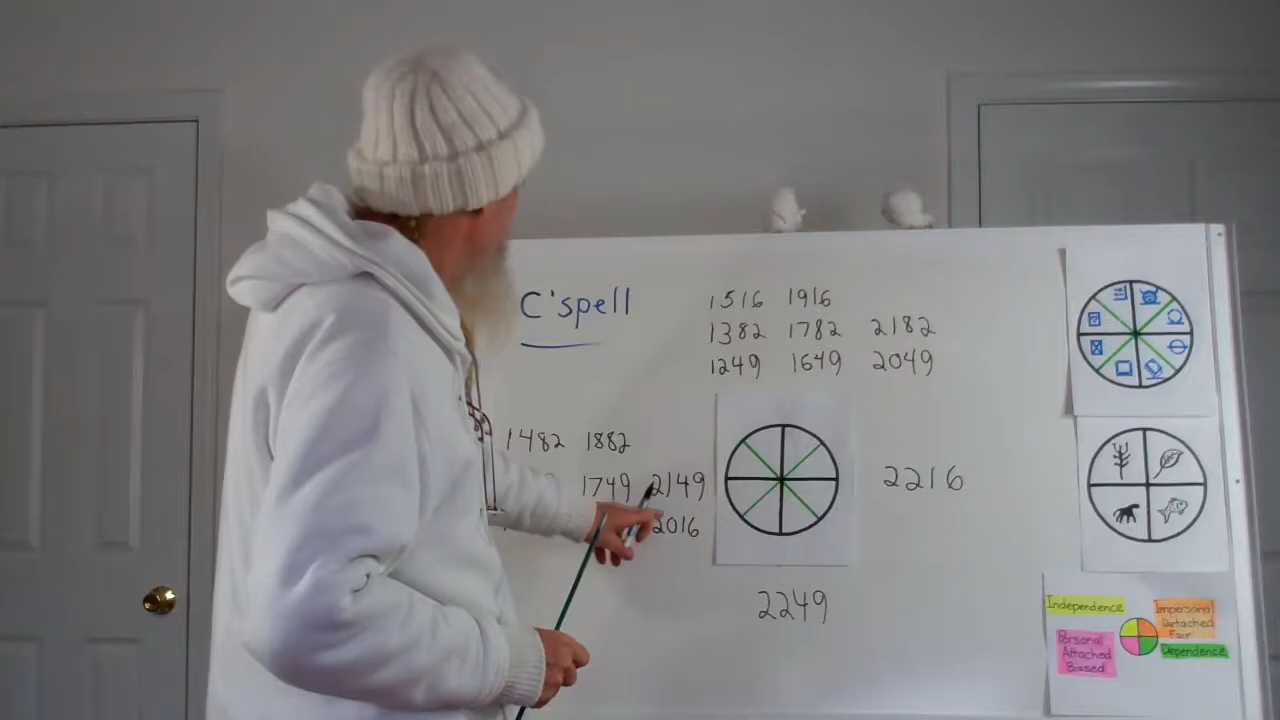 C'spell
1516 1916
1382 1782 2182
1249 1649 2049
1482 1882
1749 2149
2016
2216
2249
Independence
Impersonal
Detached
Fair
Personal
Attached
Biased
Dependence